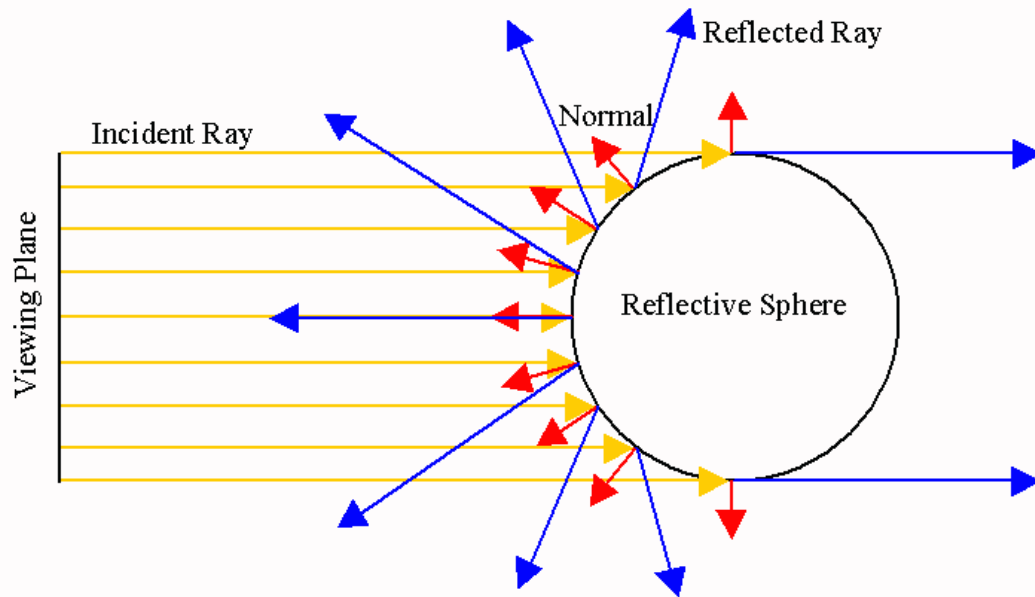 Reflected Ray
Normal
Incident Ray
Viewing Plane
Reflective Sphere